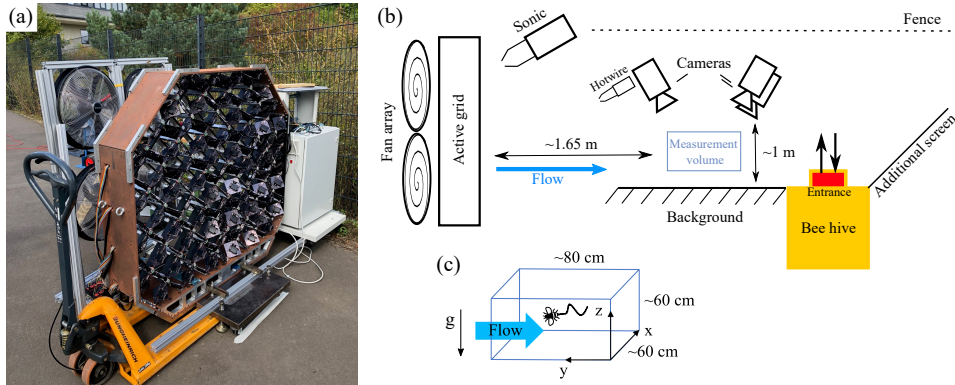 (a)
JUNGHEINRICH
(b)
Sonic
Fence
Hotwire
Cameras
Fan array
Active grid
~1.65 m
Flow
Measurement
volume
~1 m
Background
Entrance
Bee hive
Additional screen
(c)
~80 cm
~60 cm
~60 cm
g
Flow
z
x
y